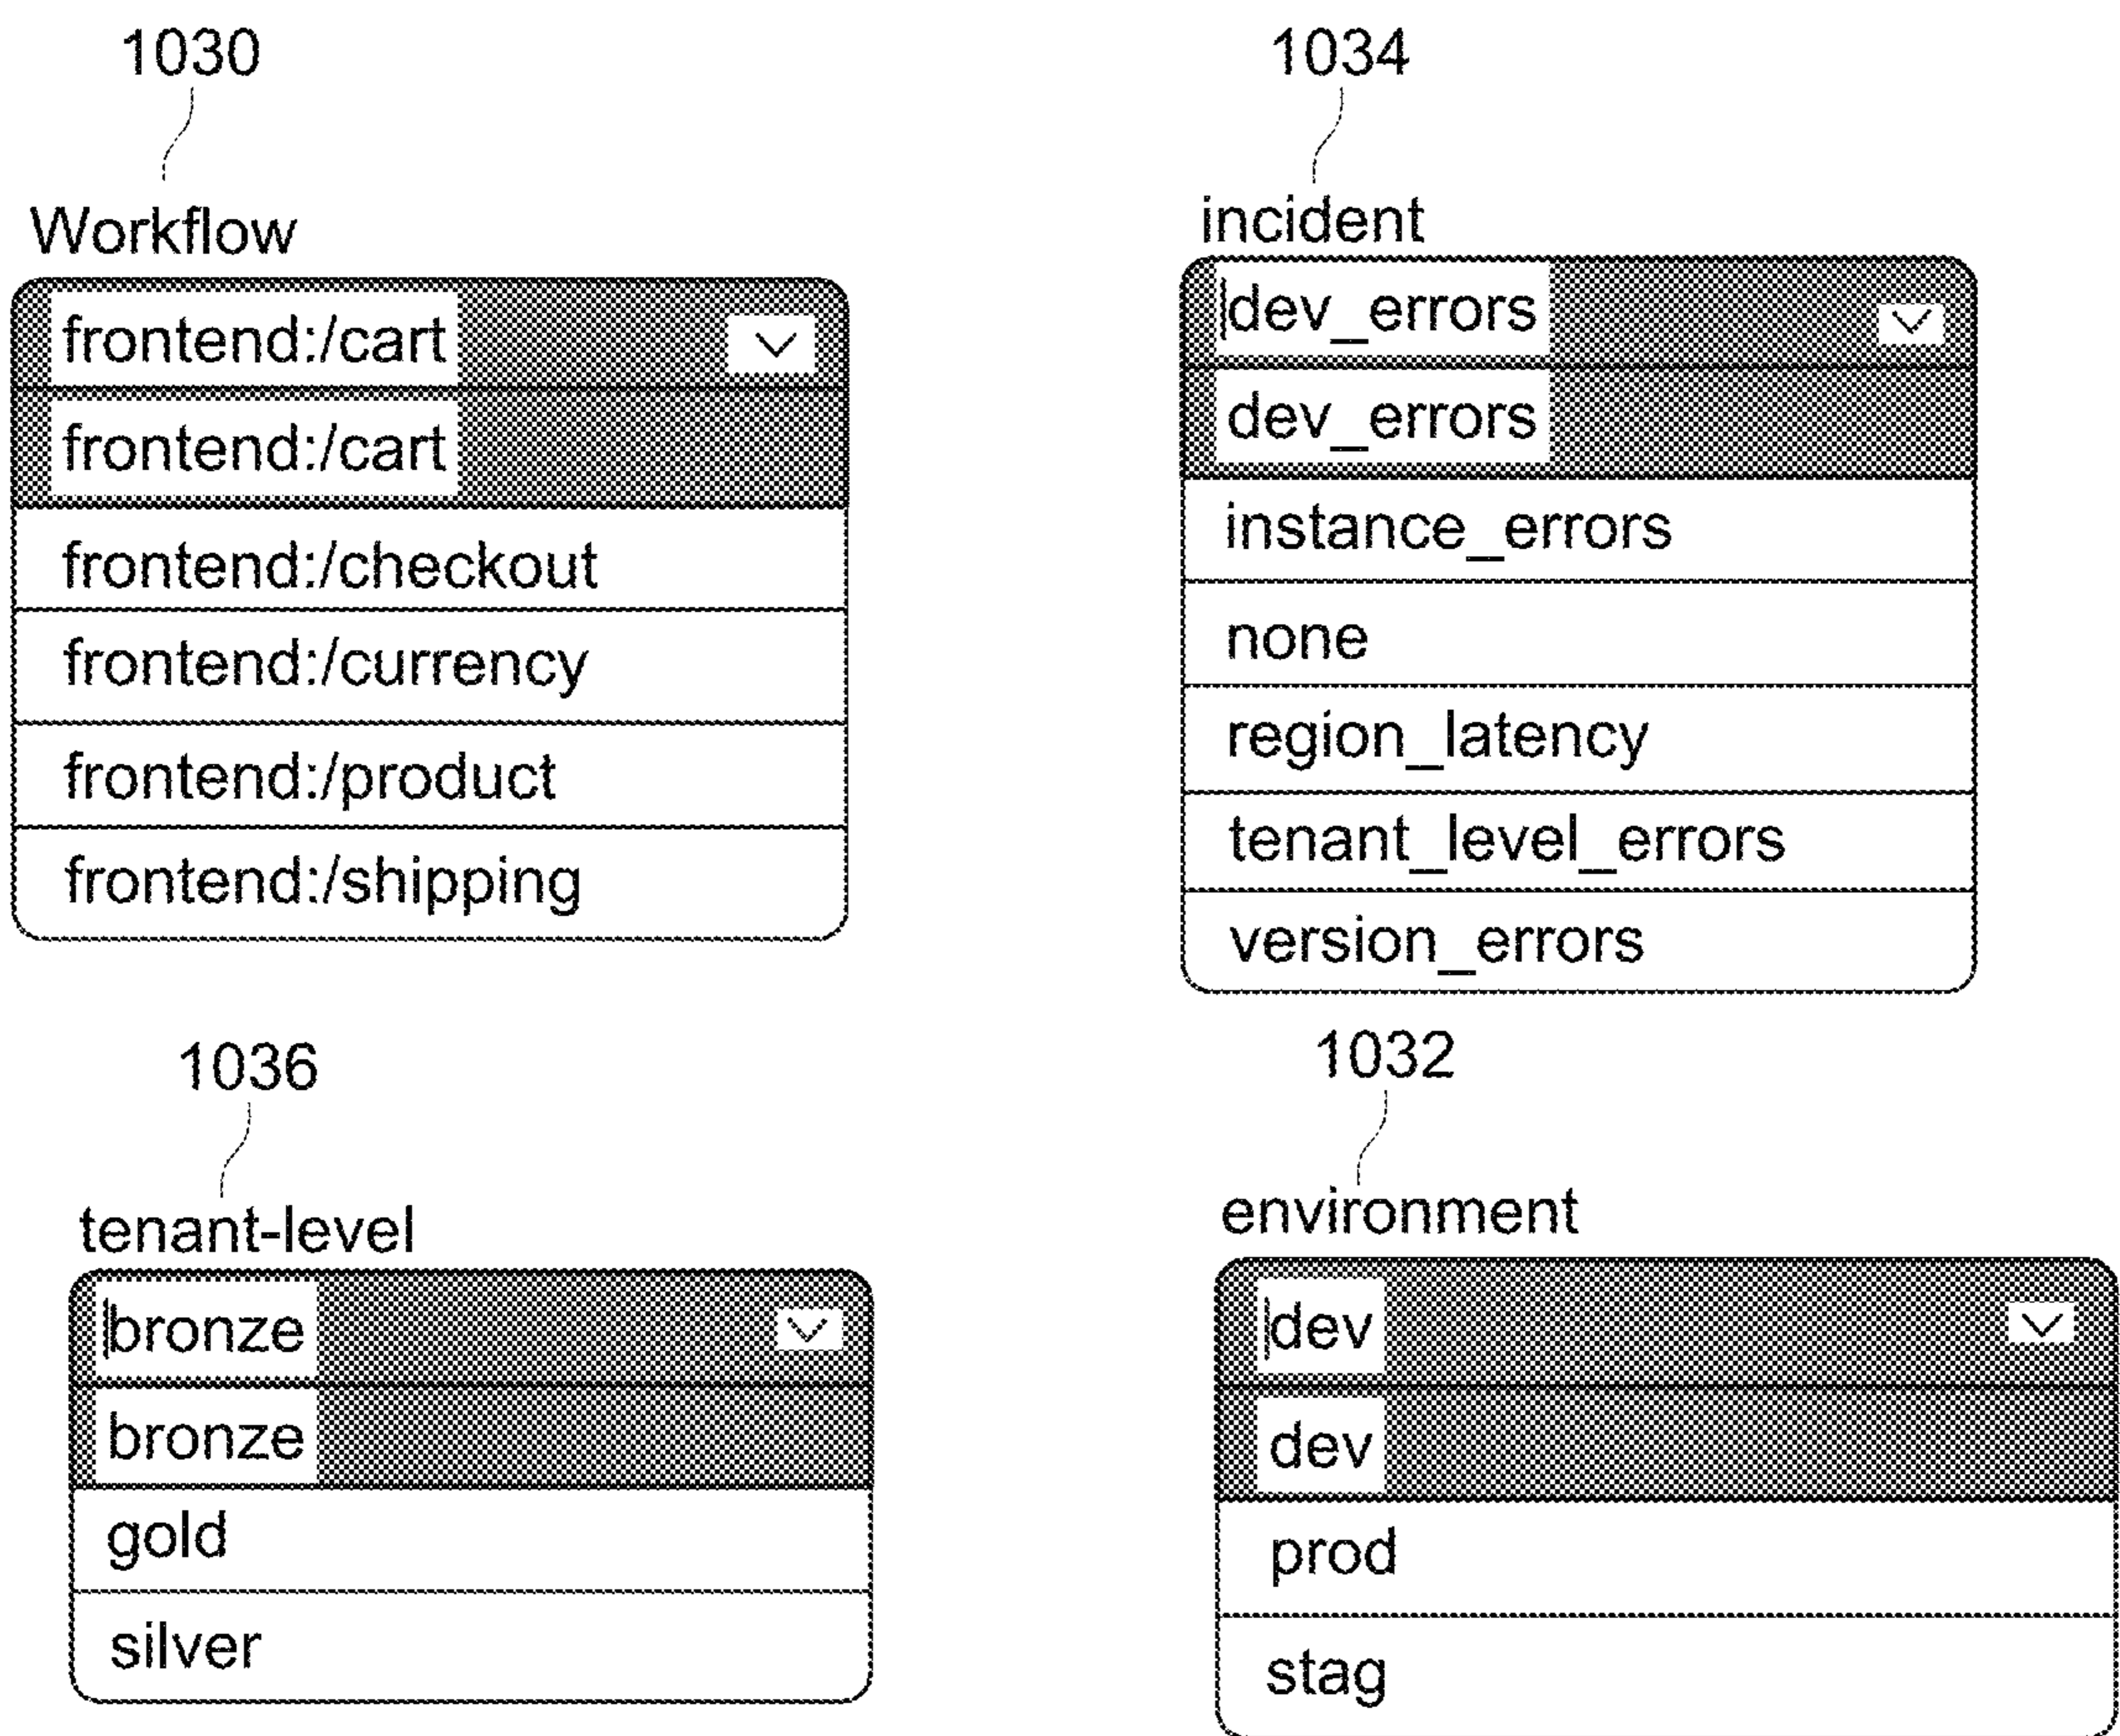 1030
Workflow
frontend:/cart
frontend:/cart
frontend:/checkout
frontend:/currency
frontend:/product
frontend:/shipping
1034
incident
dev_errors
dev_errors
instance_errors
none
region_latency
tenant_level_errors
version_errors
1036
tenant-level
bronze
bronze
gold
silver
1032
environment
dev
dev
prod
stag